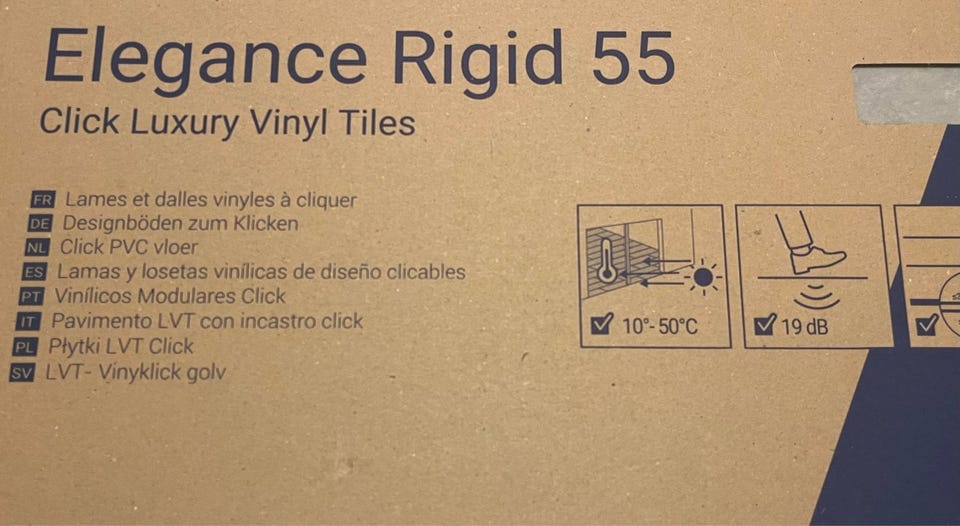 Elegance Rigid 55
Click Luxury Vinyl Tiles
FR Lames et dalles vinyles à cliquer
DE Designböden zum Klicken
NL Click PVC vloer
ES Lamas y losetas vinílicas de diseño clicables
PT Vinílicos Modulares Click
IT Pavimento LVT con incastro click
PL Płytki LVT Click
SV LVT- Vinyklick golv
10°- 50°C
19 dB